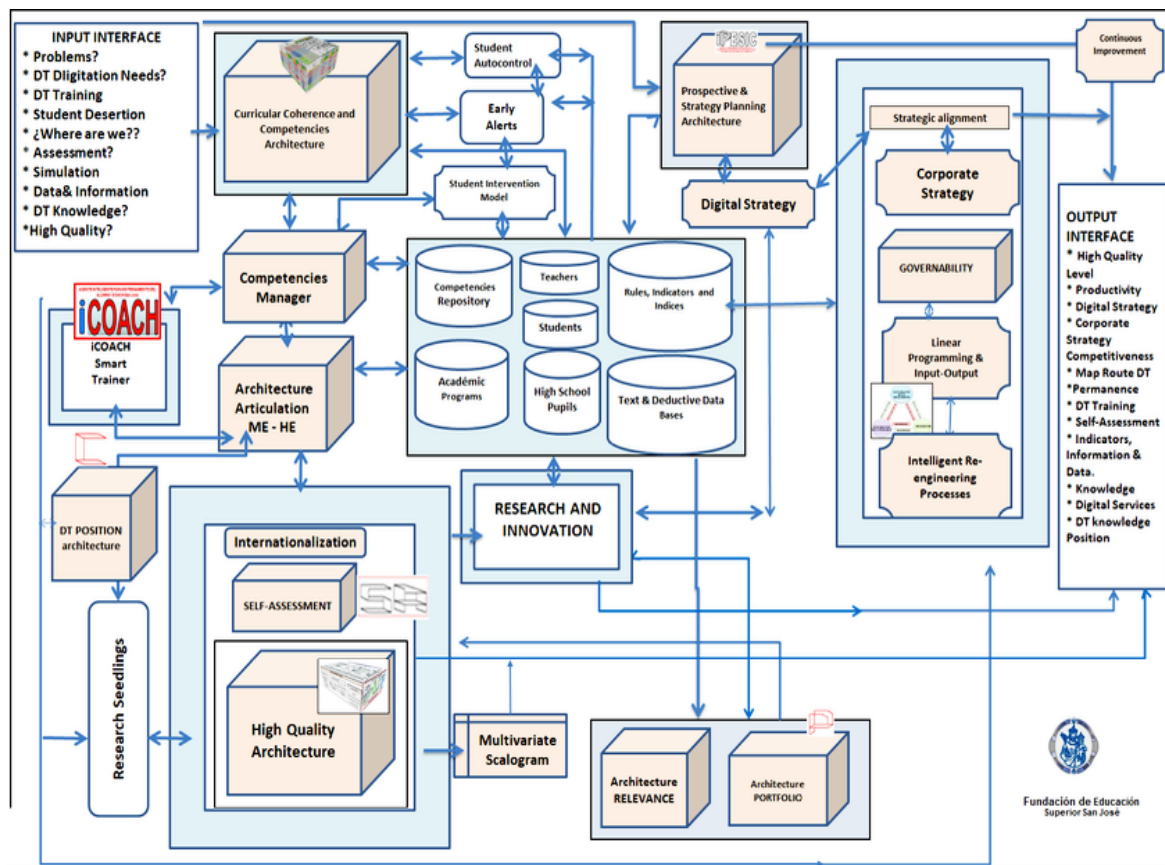 INPUT INTERFACE
* Problems?
* DT DIigitation Needs?
* DT Training
* Student Desertion
* ¿Where are we??
* Assessment?
* Simulation
* Data& Information
* DT Knowledge?
*High Quality?
Curricular Coherence and
Competencies
Architecture
Student
Autocontrol
Early
Alerts
Student Intervention
Model
Prospective &
Strategy Planning
Architecture
Digital Strategy
Continuous
Improvement
Strategic alignment
Corporate
Strategy
GOVERNABILITY
Linear
Programming &
Input-Output
Intelligent Re-
engineering
Processes
OUTPUT
INTERFACE
* High Quality
Level
* Productivity
* Digital Strategy
* Corporate
Strategy
Competitiveness
* Map Route DT
*Permanence
* DT Training
* Self-Assessment
* Indicators,
Information &
Data.
* Knowledge
* Digital Services
* DT knowledge
Position
Competencies
Manager
iCOACH
iCOACH
Smart
Trainer
Architecture
Articulation
ME - HE
Competencies
Repository
Teachers
Students
Rules, Indicators and
Indices
Académic
Programs
High School
Pupils
Text & Deductive Data
Bases
DT POSITION
architecture
RESEARCH AND
INNOVATION
Internationalization
SELF-ASSESSMENT
High Quality
Architecture
Research Seedlings
Multivariate
Scalogram
Architecture
RELEVANCE
Architecture
PORTFOLIO
Fundación de Educación
Superior San José